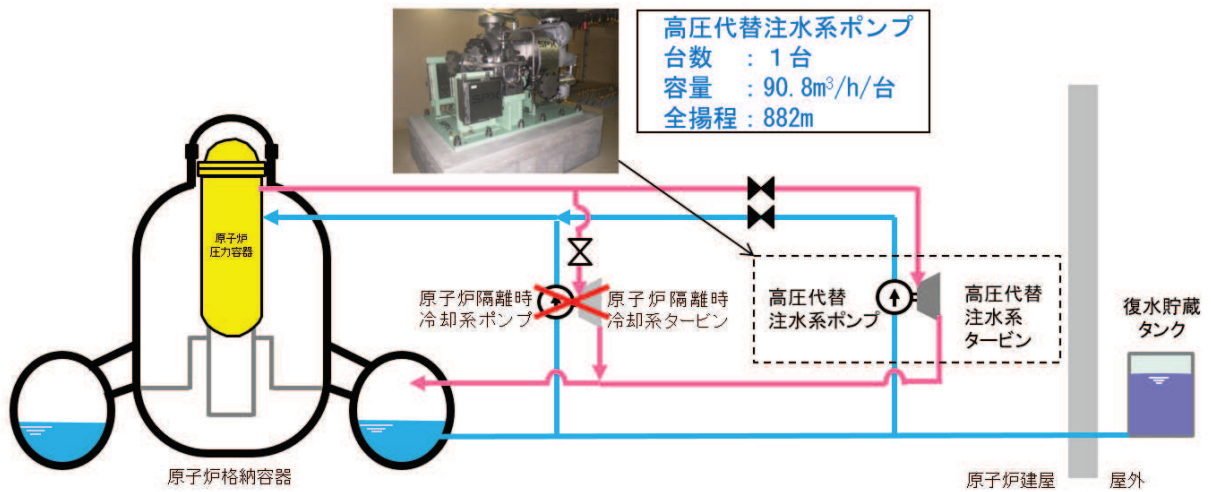 高圧代替注水系ポンプ
台数 ：１台
容量 ：90.8m³/h/台
全揚程：882m
原子炉
圧力容器
原子炉隔離時
冷却系ポンプ
原子炉隔離時
冷却系タービン
高圧代替
注水系ポンプ
高圧代替
注水系
タービン
復水貯蔵
タンク
原子炉格納容器
原子炉建屋
屋外